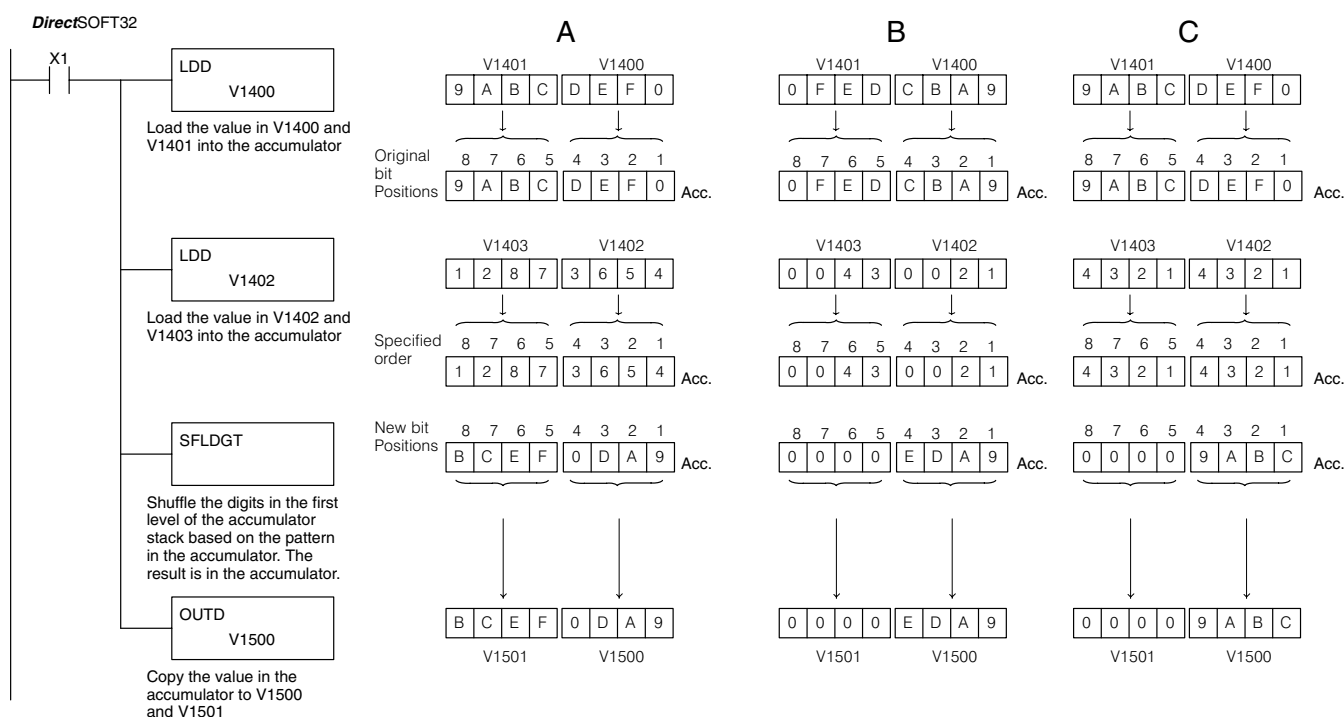 DirectSOFT32
A B C
X1
LDD
V1400
Load the value in V1400 and
V1401 into the accumulator
V1401 V1400
9 A B C D E F 0
Original
bit
Positions
8 7 6 5 4 3 2 1
9 A B C D E F 0 Acc.
V1401 V1400
0 F E D C B A 9
8 7 6 5 4 3 2 1
0 F E D C B A 9 Acc.
V1401 V1400
9 A B C D E F 0
8 7 6 5 4 3 2 1
9 A B C D E F 0 Acc.
LDD
V1402
Load the value in V1402 and
V1403 into the accumulator
V1403 V1402
1 2 8 7 3 6 5 4
Specified
order
8 7 6 5 4 3 2 1
1 2 8 7 3 6 5 4 Acc.
V1403 V1402
0 0 4 3 0 0 2 1
8 7 6 5 4 3 2 1
0 0 4 3 0 0 2 1 Acc.
V1403 V1402
4 3 2 1 4 3 2 1
8 7 6 5 4 3 2 1
4 3 2 1 4 3 2 1 Acc.
SFLDGT
Shuffle the digits in the first
level of the accumulator
stack based on the pattern
in the accumulator. The
result is in the accumulator.
New bit
Positions
8 7 6 5 4 3 2 1
B C E F 0 D A 9 Acc.
8 7 6 5 4 3 2 1
0 0 0 0 E D A 9 Acc.
8 7 6 5 4 3 2 1
0 0 0 0 9 A B C Acc.
OUTD
V1500
Copy the value in the
accumulator to V1500
and V1501
B C E F 0 D A 9
V1501 V1500
0 0 0 0 E D A 9
V1501 V1500
0 0 0 0 9 A B C
V1501 V1500